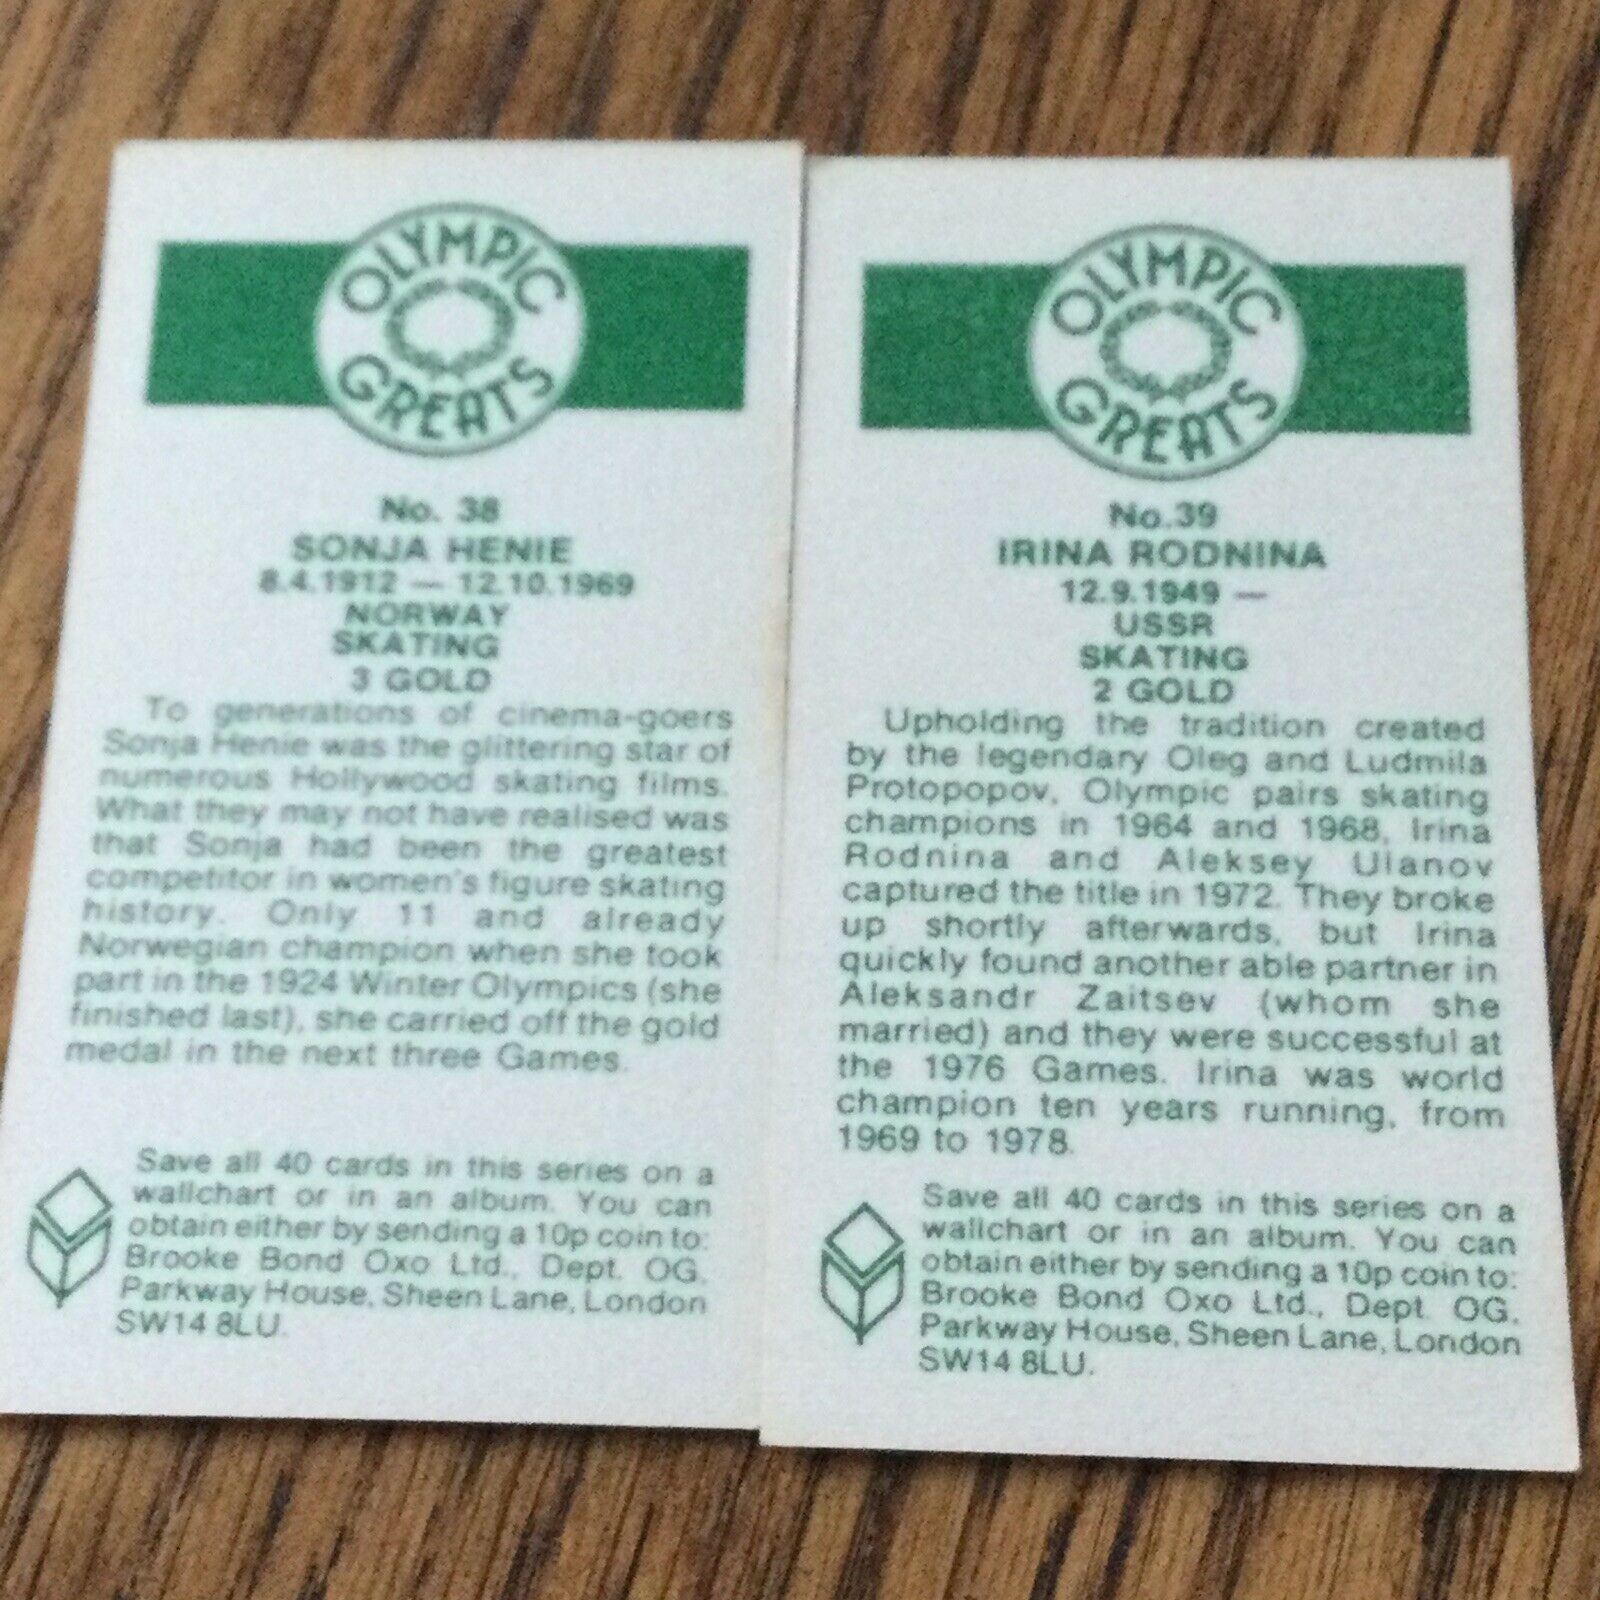 OLYMPIC
GREATS
No. 38
SONJA HENIE
8.4.1912 — 12.10.1969
NORWAY
SKATING
3 GOLD
To generations of cinema-goers
Sonja Henie was the glittering star of
numerous Hollywood skating films.
What they may not have realised was
that Sonja had been the greatest
competitor in women's figure skating
history. Only 11 and already
Norwegian champion when she took
part in the 1924 Winter Olympics (she
finished last), she carried off the gold
medal in the next three Games.
Save all 40 cards in this series on a
wallchart or in an album. You can
obtain either by sending a 10p coin to:
Brooke Bond Oxo Ltd., Dept. OG,
Parkway House, Sheen Lane, London
SW14 8LU.
OLYMPIC
GREATS
No.39
IRINA RODNINA
12.9.1949 —
USSR
SKATING
2 GOLD
Upholding the tradition created
by the legendary Oleg and Ludmila
Protopopov, Olympic pairs skating
champions in 1964 and 1968, Irina
Rodnina and Aleksey Ulanov
captured the title in 1972. They broke
up shortly afterwards, but Irina
quickly found another able partner in
Aleksandr Zaitsev (whom she
married) and they were successful at
the 1976 Games. Irina was world
champion ten years running, from
1969 to 1978.
Save all 40 cards in this series on a
wallchart or in an album. You can
obtain either by sending a 10p coin to:
Brooke Bond Oxo Ltd., Dept. OG,
Parkway House, Sheen Lane, London
SW14 8LU.